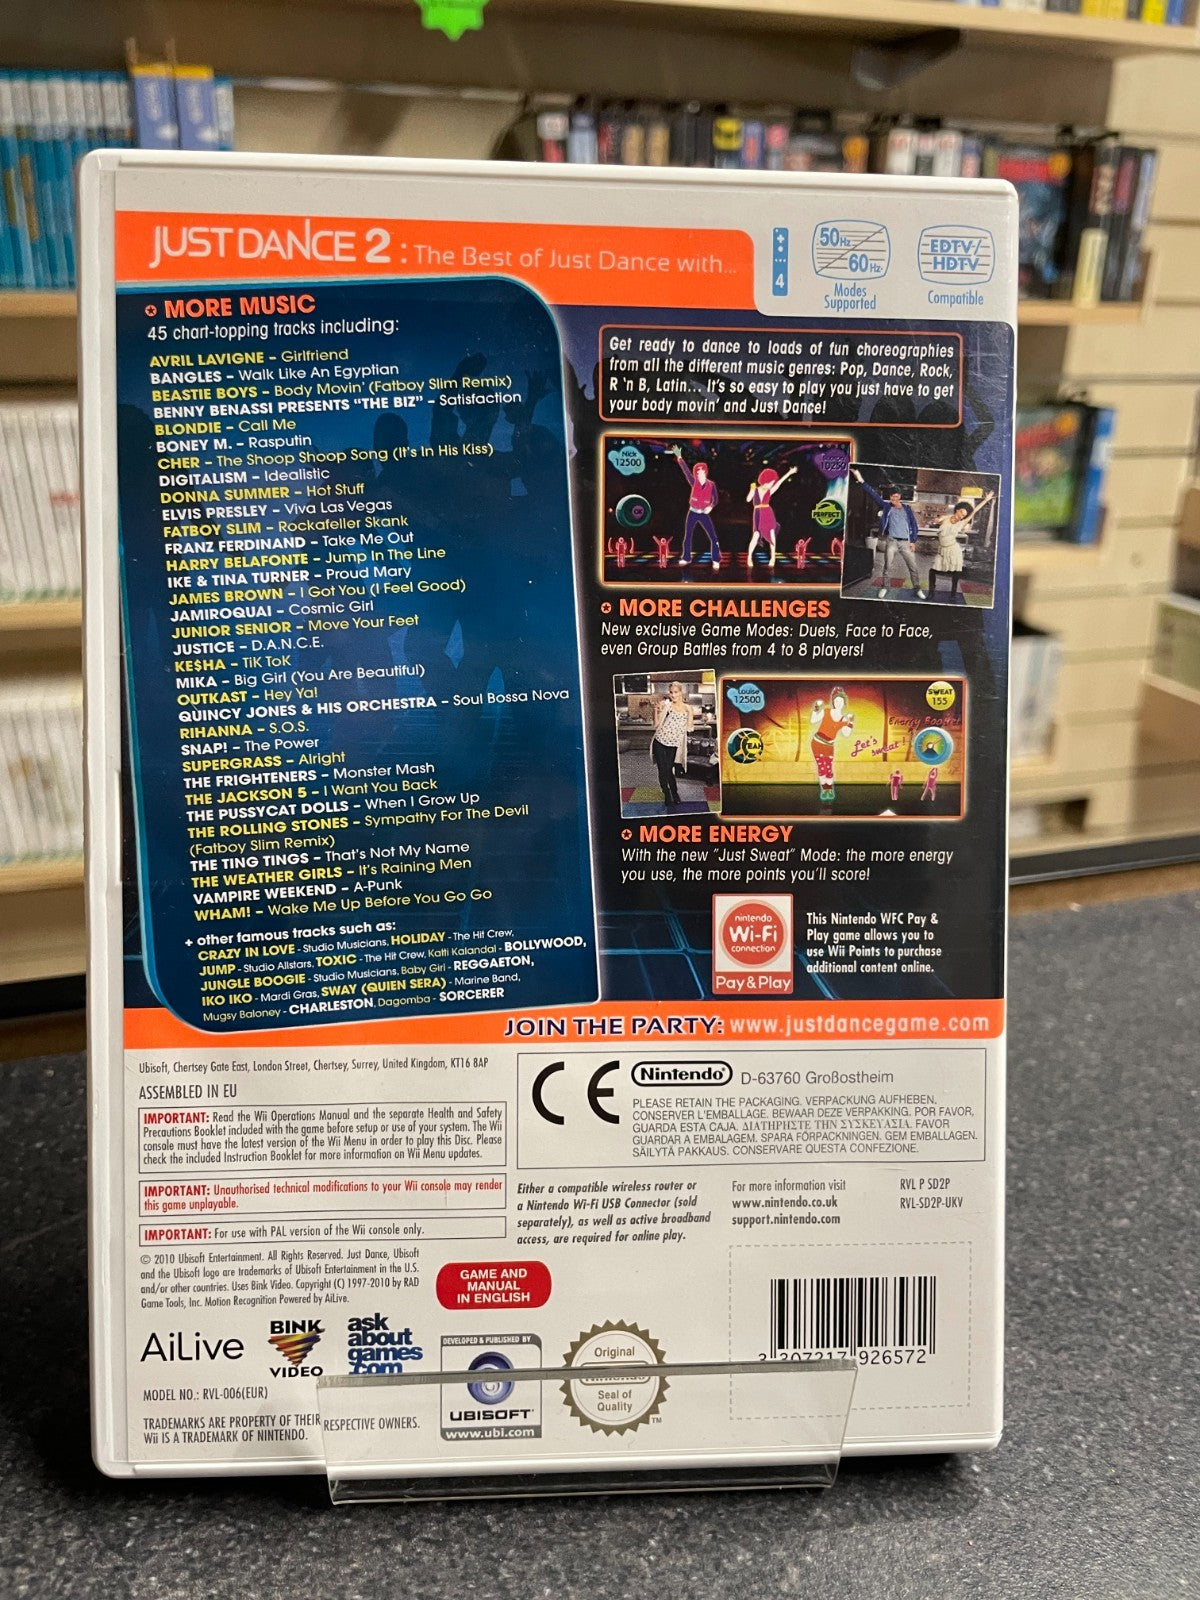 JUST DANCE 2 : The Best of Just Dance with...
4
50Hz
60Hz
Modes
Supported
EDTV/
HDTV
Compatible
MORE MUSIC
45 chart-topping tracks including:
AVRIL LAVIGNE - Girlfriend
BANGLES - Walk Like An Egyptian
BEASTIE BOYS - Body Movin' (Fatboy Slim Remix)
BENNY BENASSI PRESENTS "THE BIZ" - Satisfaction
BLONDIE - Call Me
BONEY M. - Rasputin
CHER - The Shoop Shoop Song (It's In His Kiss)
DIGITALISM - Idealistic
DONNA SUMMER - Hot Stuff
ELVIS PRESLEY - Viva Las Vegas
FATBOY SLIM - Rockafeller Skank
FRANZ FERDINAND - Take Me Out
HARRY BELAFONTE - Jump In The Line
IKE & TINA TURNER - Proud Mary
JAMES BROWN - I Got You (I Feel Good)
JAMIROQUAI - Cosmic Girl
JUNIOR SENIOR - Move Your Feet
JUSTICE - D.A.N.C.E.
KE$HA - TiK ToK
MIKA - Big Girl (You Are Beautiful)
OUTKAST - Hey Ya!
QUINCY JONES & HIS ORCHESTRA - Soul Bossa Nova
RIHANNA - S.O.S.
SNAP! - The Power
SUPERGRASS - Alright
THE FRIGHTENERS - Monster Mash
THE JACKSON 5 - I Want You Back
THE PUSSYCAT DOLLS - When I Grow Up
THE ROLLING STONES - Sympathy For The Devil
(Fatboy Slim Remix)
THE TING TINGS - That's Not My Name
THE WEATHER GIRLS - It's Raining Men
VAMPIRE WEEKEND - A-Punk
WHAM! - Wake Me Up Before You Go Go
+ other famous tracks such as:
CRAZY IN LOVE - Studio Musicians, HOLIDAY - The Hit Crew,
JUMP - Studio Allstars, TOXIC - The Hit Crew, Katti Kalandal - BOLLYWOOD,
JUNGLE BOOGIE - Studio Musicians, Baby Girl - REGGAETON,
IKO IKO - Mardi Gras, SWAY (QUIEN SERA) - Marine Band,
Mugsy Baloney - CHARLESTON, Dagomba - SORCERER
Get ready to dance to loads of fun choreographies
from all the different music genres: Pop, Dance, Rock,
R 'n B, Latin... It's so easy to play you just have to get
your body movin' and Just Dance!
Nick
12500
10250
OK
PERFECT
MORE CHALLENGES
New exclusive Game Modes: Duets, Face to Face,
even Group Battles from 4 to 8 players!
Louise
12500
SWEAT
155
YEAH
Let's
sweat!
Energy Booster
MORE ENERGY
With the new "Just Sweat" Mode: the more energy
you use, the more points you'll score!
nintendo
Wi-Fi
connection
Pay & Play
This Nintendo WFC Pay &
Play game allows you to
use Wii Points to purchase
additional content online.
JOIN THE PARTY: www.justdancegame.com
Ubisoft, Chertsey Gate East, London Street, Chertsey, Surrey, United Kingdom, KT16 8AP
ASSEMBLED IN EU
IMPORTANT: Read the Wii Operations Manual and the separate Health and Safety
Precautions Booklet included with the game before setup or use of your system. The Wii
console must have the latest version of the Wii Menu in order to play this Disc. Please
check the included Instruction Booklet for more information on Wii Menu updates.
IMPORTANT: Unauthorised technical modifications to your Wii console may render
this game unplayable.
IMPORTANT: For use with PAL version of the Wii console only.
© 2010 Ubisoft Entertainment. All Rights Reserved. Just Dance, Ubisoft
and the Ubisoft logo are trademarks of Ubisoft Entertainment in the U.S.
and/or other countries. Uses Bink Video. Copyright (C) 1997-2010 by RAD
Game Tools, Inc. Motion Recognition Powered by AiLive.
GAME AND
MANUAL
IN ENGLISH
CE
Nintendo D-63760 Großostheim
PLEASE RETAIN THE PACKAGING. VERPACKUNG AUFHEBEN.
CONSERVER L'EMBALLAGE. BEWAAR DEZE VERPAKKING. POR FAVOR,
GUARDA ESTA CAJA. ΔΙΑΤΗΡΗΣΤΕ ΤΗΝ ΣΥΣΚΕΥΑΣΙΑ. FAVOR
GUARDAR A EMBALAGEM. SPARA FÖRPACKNINGEN. GEM EMBALLAGEN.
SÄILYTÄ PAKKAUS. CONSERVARE QUESTA CONFEZIONE.
Either a compatible wireless router or
a Nintendo Wi-Fi USB Connector (sold
separately), as well as active broadband
access, are required for online play.
For more information visit
www.nintendo.co.uk
support.nintendo.com
RVL P SD2P
RVL-SD2P-UKV
AiLive
BINK
VIDEO
ask
about
games
.com
DEVELOPED & PUBLISHED BY
UBISOFT
www.ubi.com
Original
Nintendo
Seal of
Quality
TM
3 307217 926572
MODEL NO.: RVL-006(EUR)
TRADEMARKS ARE PROPERTY OF THEIR RESPECTIVE OWNERS.
Wii IS A TRADEMARK OF NINTENDO.